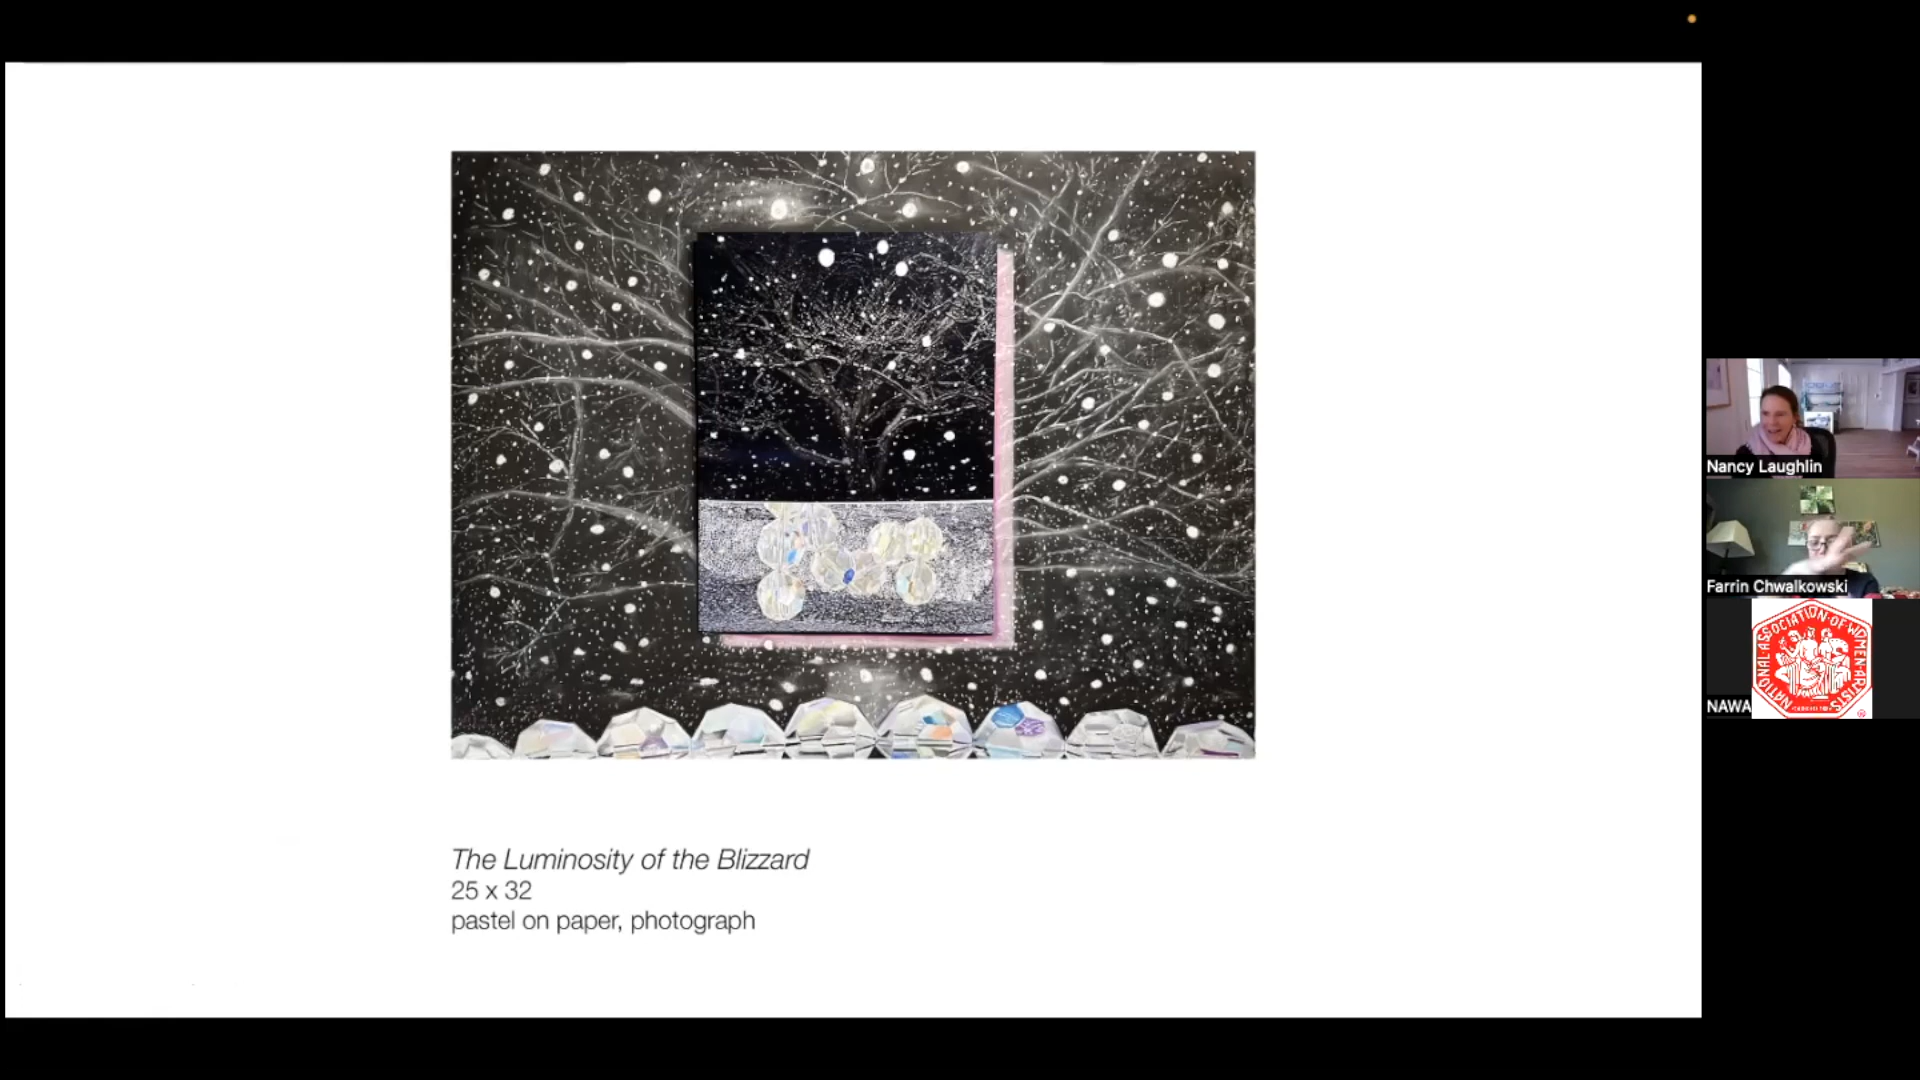 The Luminosity of the Blizzard
25 x 32
pastel on paper, photograph
Nancy Laughlin
Farrin Chwalkowski
NAWA
NATIONAL·ASSOCIATION·OF·WOMEN·ARTISTS
®